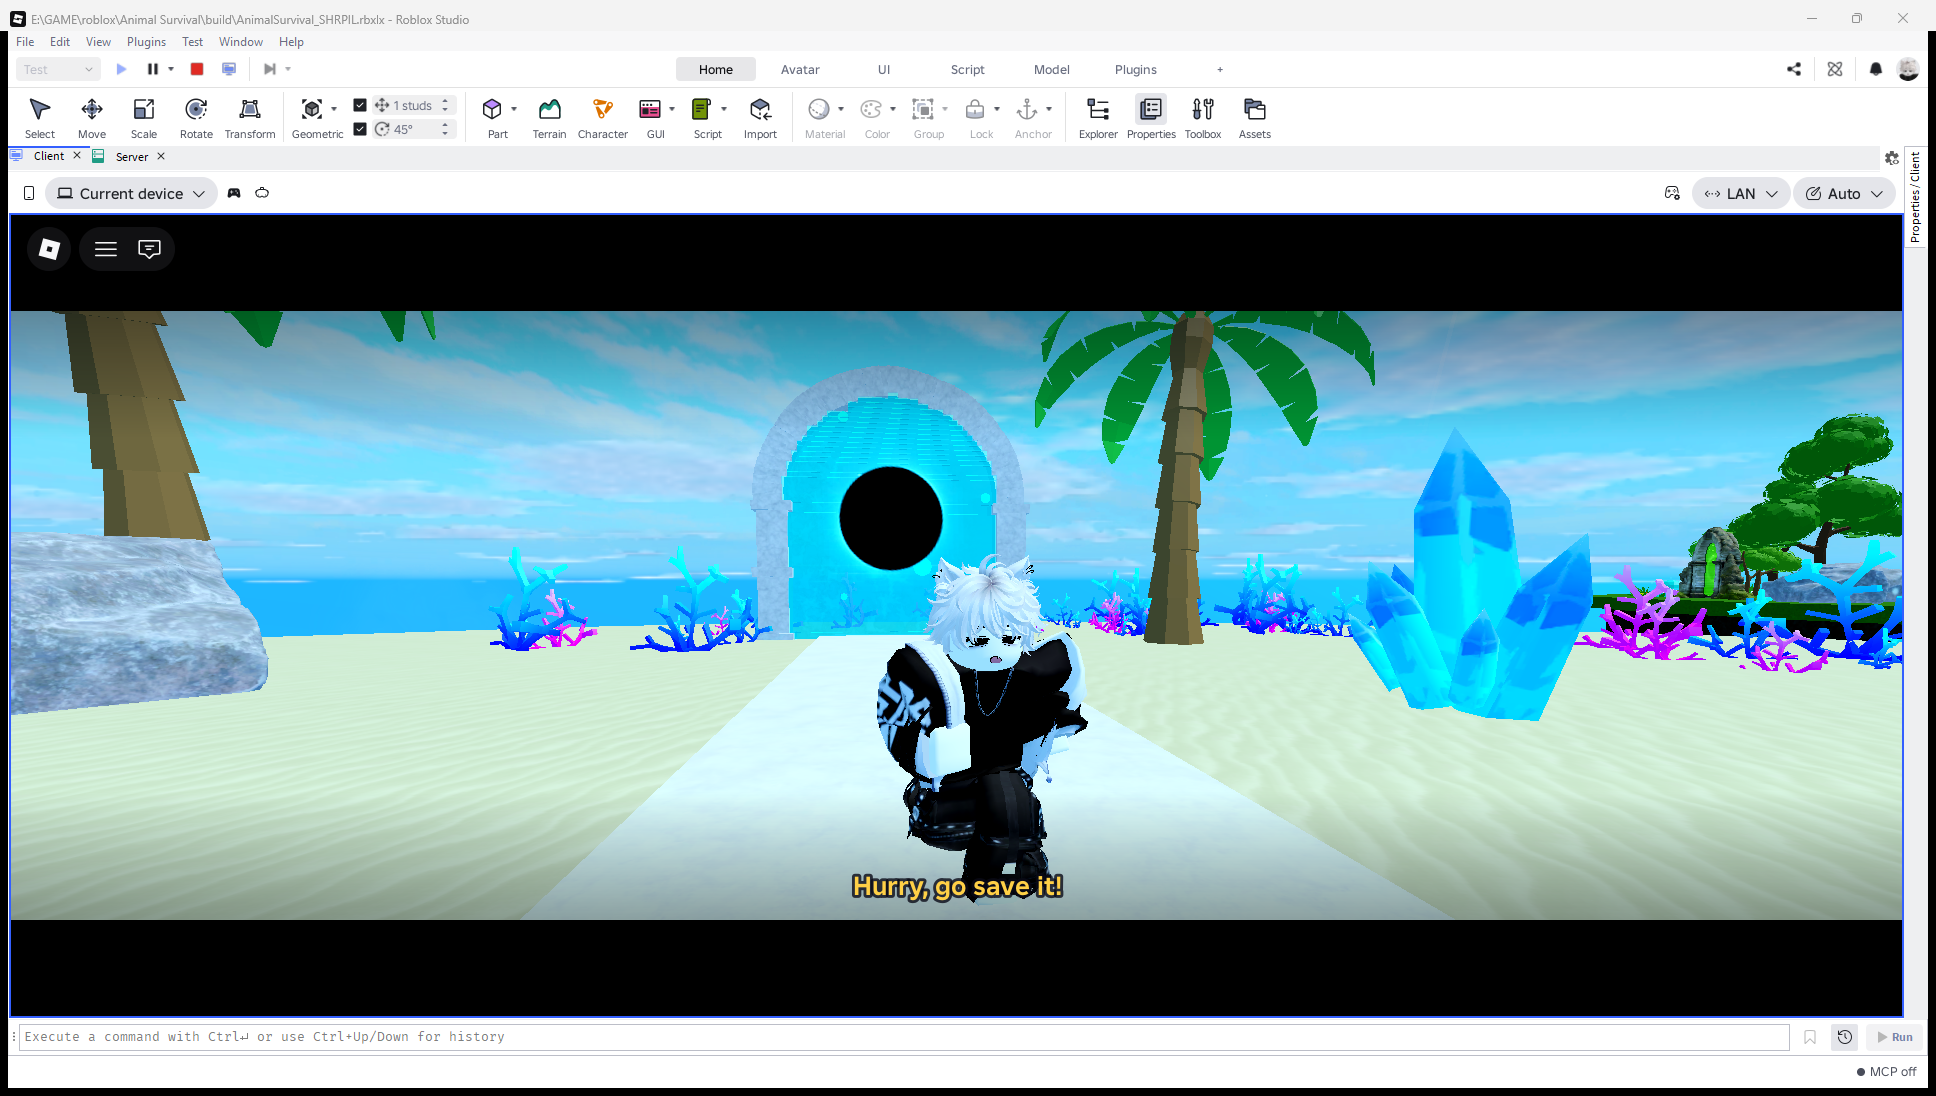 E:\GAME\roblox\Animal Survival\build\AnimalSurvival_SHRPIL.rbxlx - Roblox Studio
File Edit View Plugins Test Window Help
Test
Home Avatar UI Script Model Plugins +
1 studs
45°
Select Move Scale Rotate Transform Geometric Part Terrain Character GUI Script Import Material Color Group Lock Anchor Explorer Properties Toolbox Assets
Client Server
Properties / Client
Current device
LAN Auto
Hurry, go save it!
Execute a command with Ctrl↵ or use Ctrl+Up/Down for history
Run
MCP off